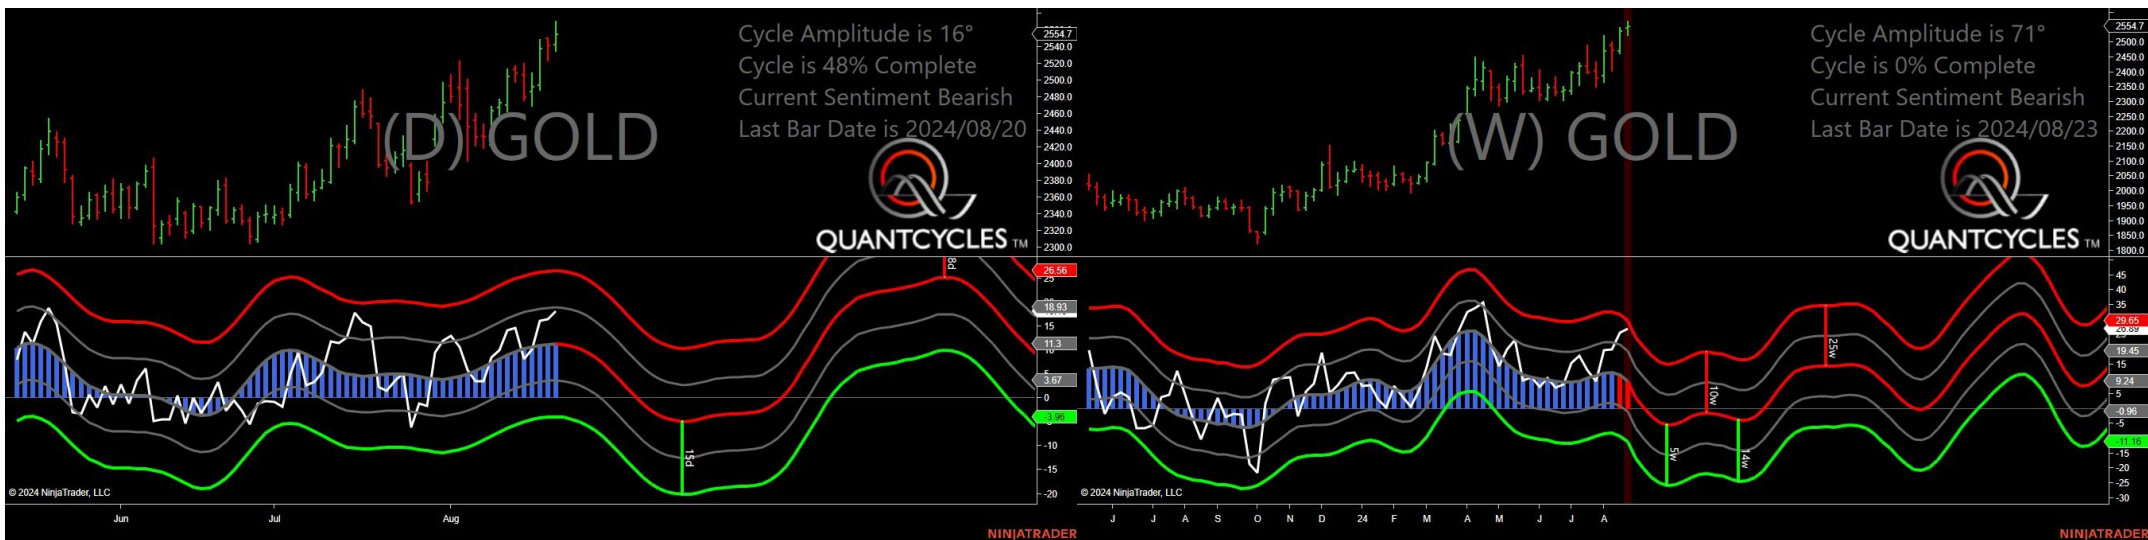 Cycle Amplitude is 16°
Cycle is 48% Complete
Current Sentiment Bearish
Last Bar Date is 2024/08/20
(D) GOLD
QUANTCYCLES TM
2554.7
2540.0
2520.0
2500.0
2480.0
2460.0
2440.0
2420.0
2400.0
2380.0
2360.0
2340.0
2320.0
2300.0
8d
26.56
18.93
15
11.3
3.67
0
-3.96
-10
-15
-20
15d
© 2024 NinjaTrader, LLC
Jun Jul Aug
NINJATRADER
Cycle Amplitude is 71°
Cycle is 0% Complete
Current Sentiment Bearish
Last Bar Date is 2024/08/23
(W) GOLD
QUANTCYCLES TM
2554.7
2500.0
2450.0
2400.0
2350.0
2300.0
2250.0
2200.0
2150.0
2100.0
2050.0
2000.0
1950.0
1900.0
1850.0
1800.0
45
40
35
29.65
26.89
19.45
15
9.24
5
-0.96
-5
-11.16
-15
-20
-25
-30
5w
10w
14w
25w
© 2024 NinjaTrader, LLC
J J A S O N D 24 F M A M J J A
NINJATRADER